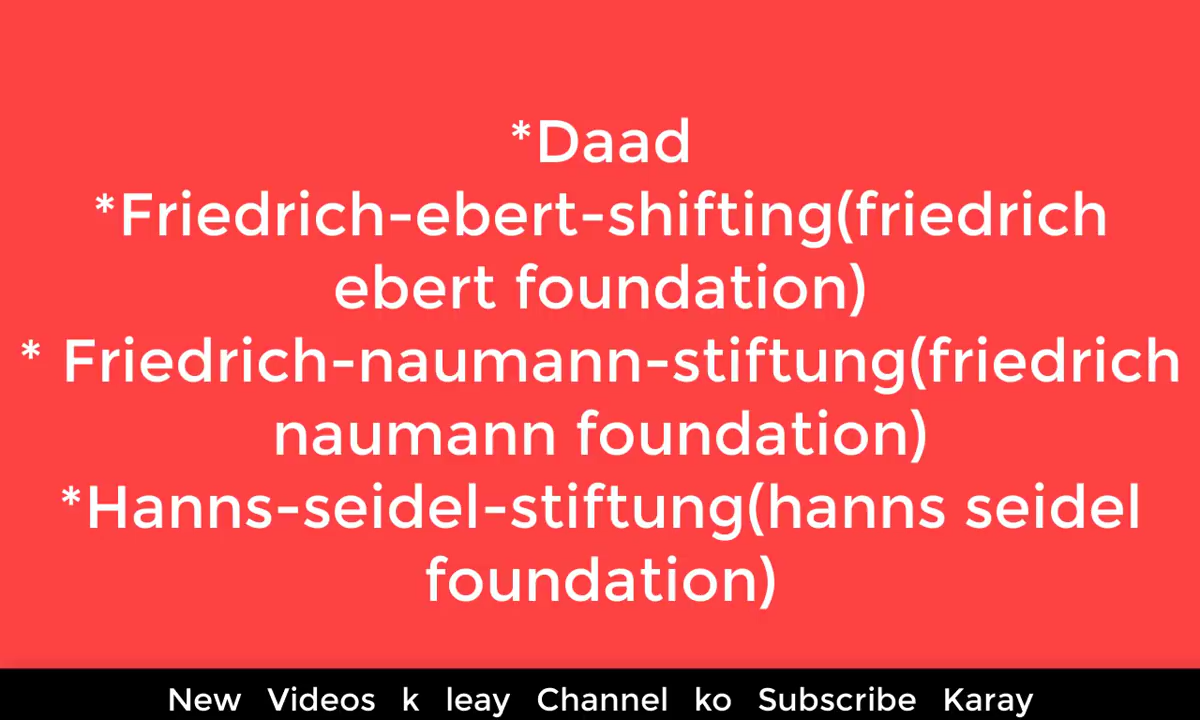 *Daad
*Friedrich-ebert-shifting(friedrich
ebert foundation)
* Friedrich-naumann-stiftung(friedrich
naumann foundation)
*Hanns-seidel-stiftung(hanns seidel
foundation)
New Videos k leay Channel ko Subscribe Karay